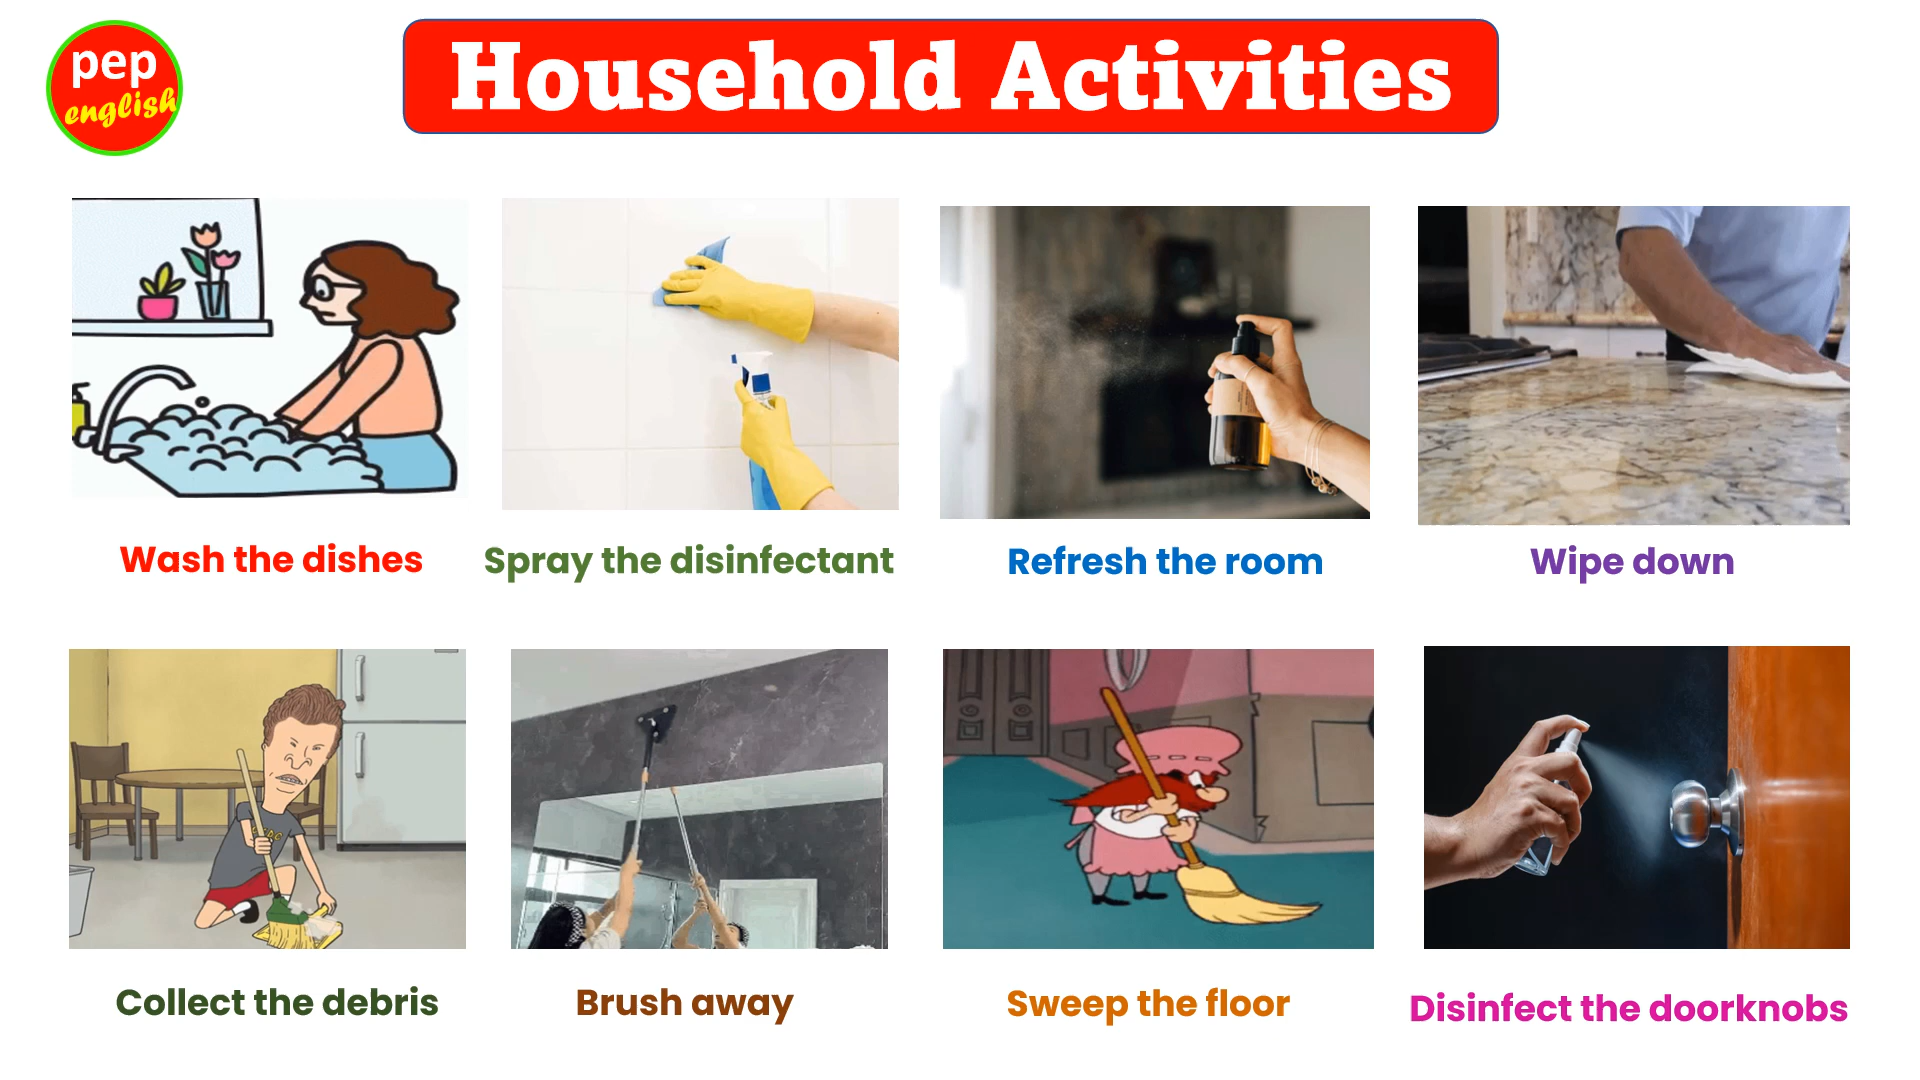 pep
english
Household Activities
Wash the dishes
Spray the disinfectant
Refresh the room
Wipe down
Collect the debris
Brush away
Sweep the floor
Disinfect the doorknobs